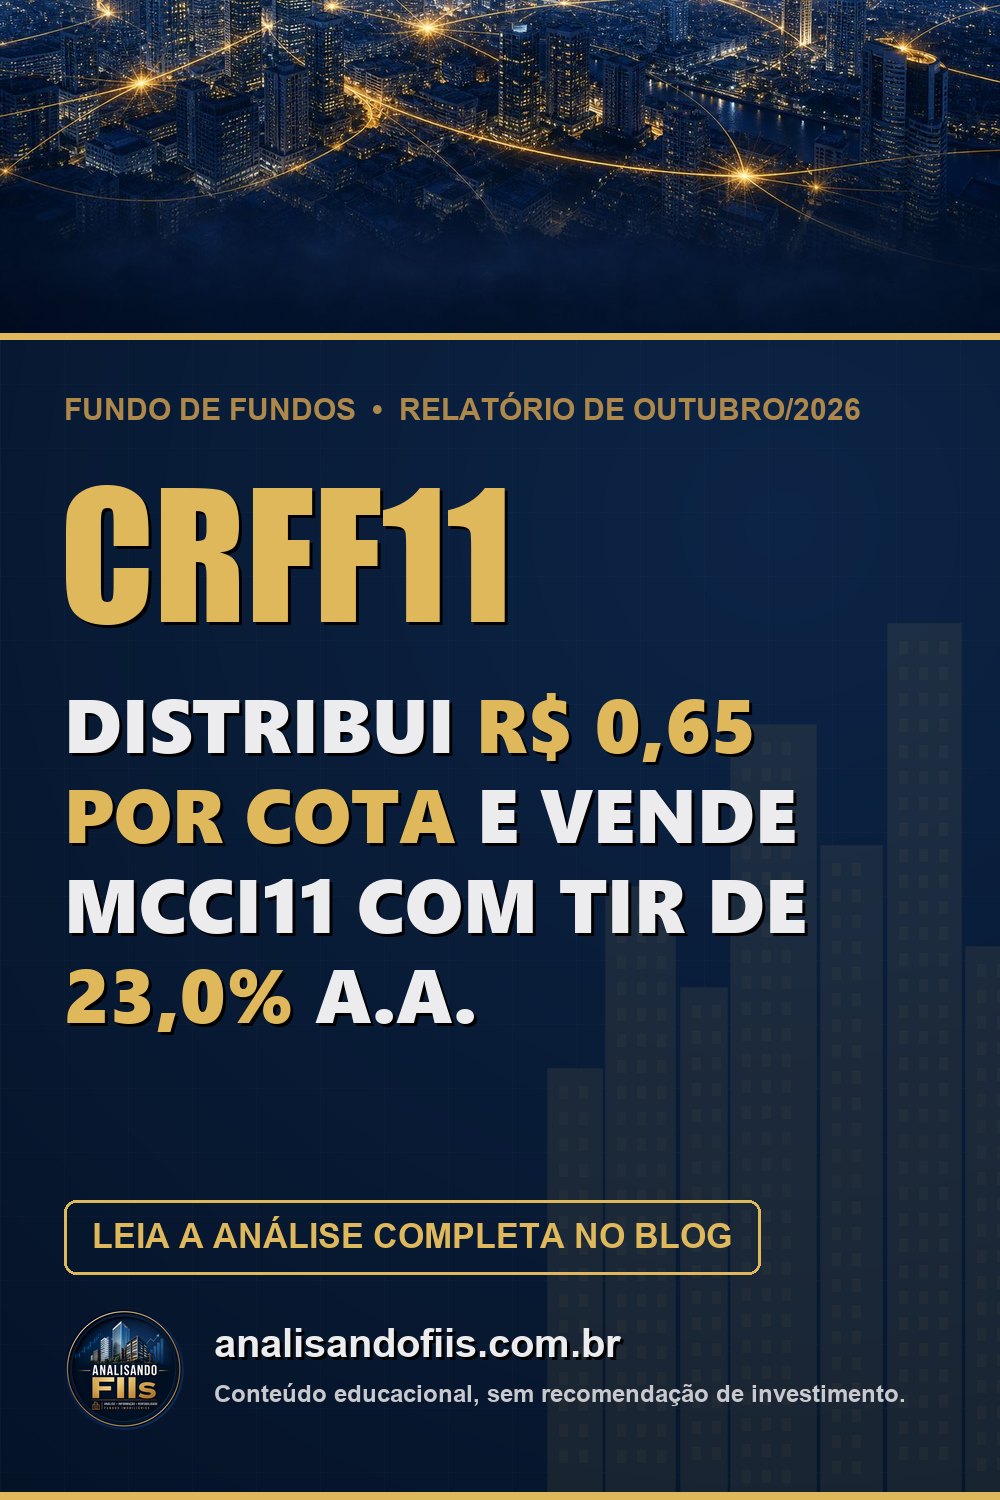 FUNDO DE FUNDOS • RELATÓRIO DE OUTUBRO/2026
CRFF11
DISTRIBUI R$ 0,65
POR COTA E VENDE
MCCI11 COM TIR DE
23,0% A.A.
LEIA A ANÁLISE COMPLETA NO BLOG
ANALISANDO
FIIs
analisandofiis.com.br
Conteúdo educacional, sem recomendação de investimento.